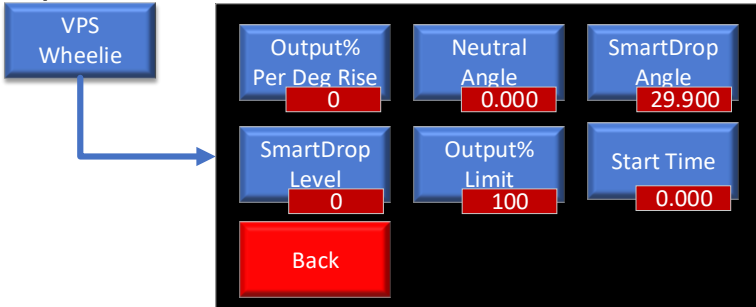 VPS
Wheelie
Output%
Per Deg Rise
0
Neutral
Angle
0.000
SmartDrop
Angle
29.900
SmartDrop
Level
0
Output%
Limit
100
Start Time
0.000
Back